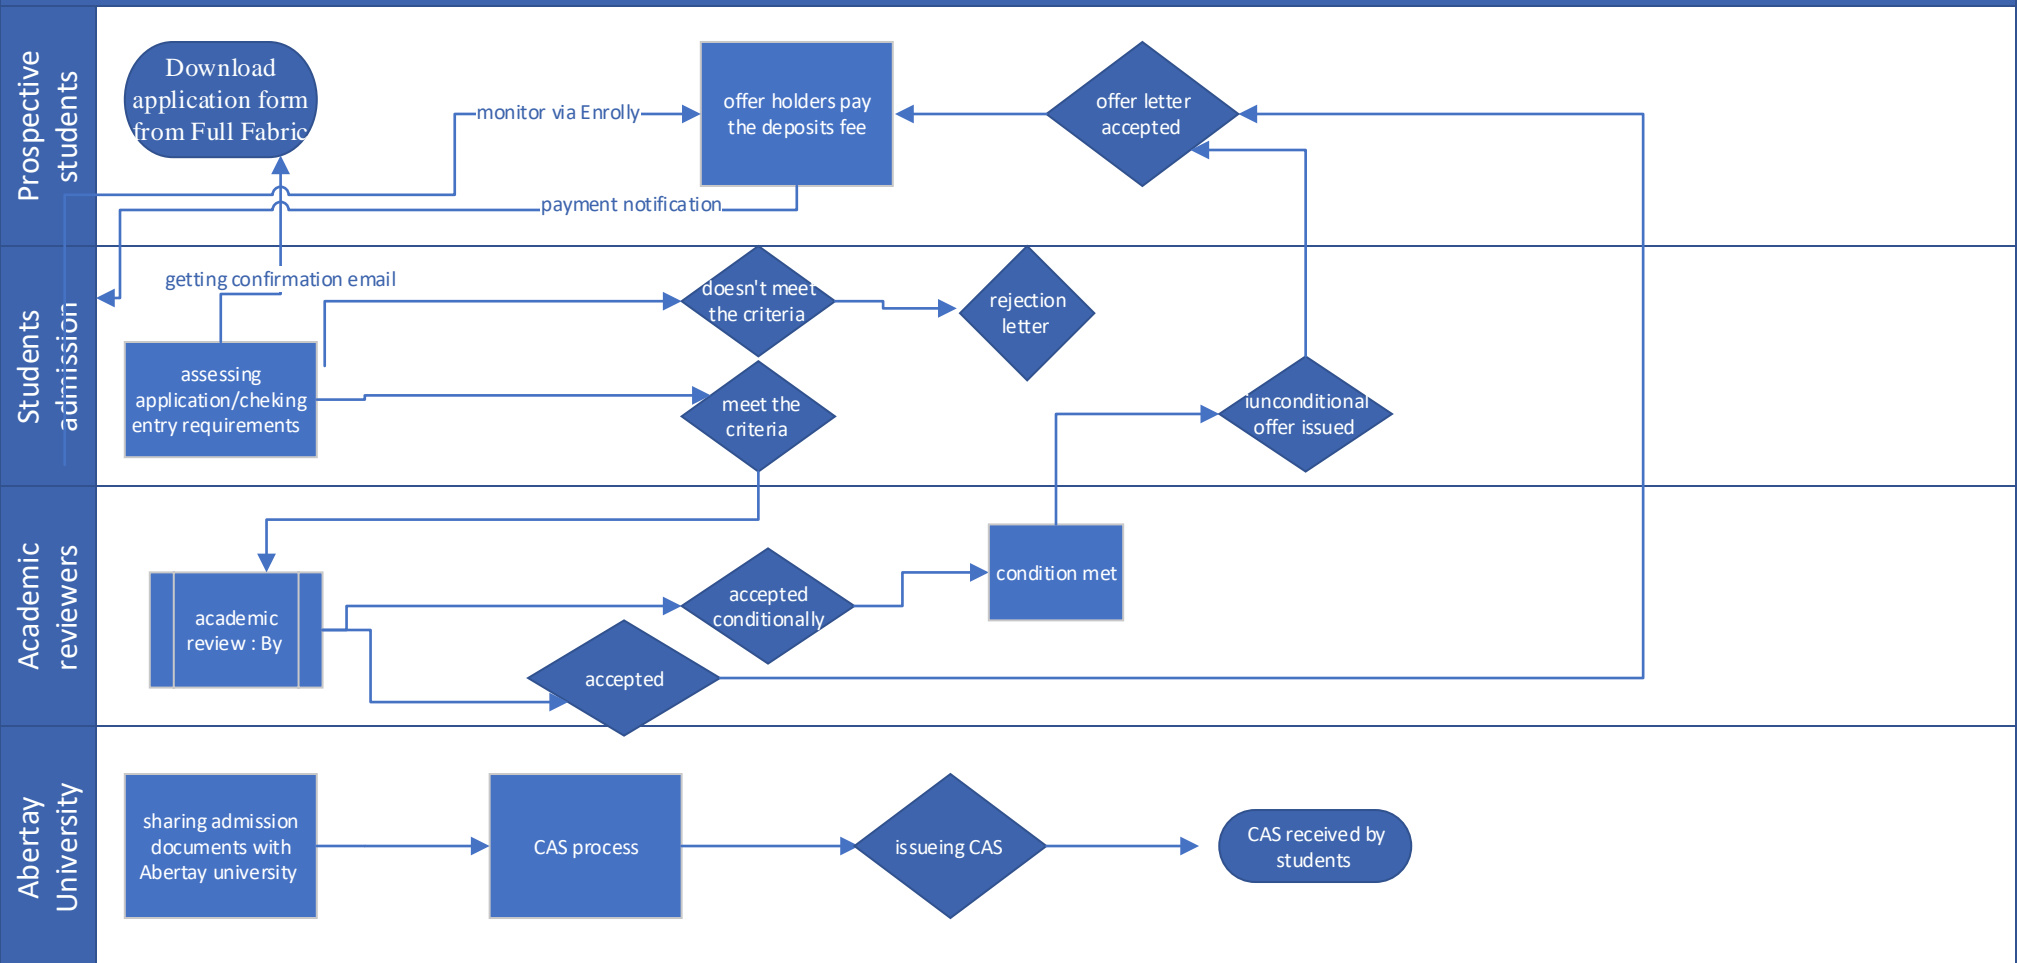 Prospective
students
Download
application form
from Full Fabric
monitor via Enrolly
offer holders pay
the deposits fee
offer letter
accepted
payment notification
Students
admission
getting confirmation email
doesn't meet
the criteria
rejection
letter
assessing
application/cheking
entry requirements
meet the
criteria
iunconditional
offer issued
Academic
reviewers
academic
review : By
accepted
conditionally
condition met
accepted
Abertay
University
sharing admission
documents with
Abertay university
CAS process
issueing CAS
CAS received by
students